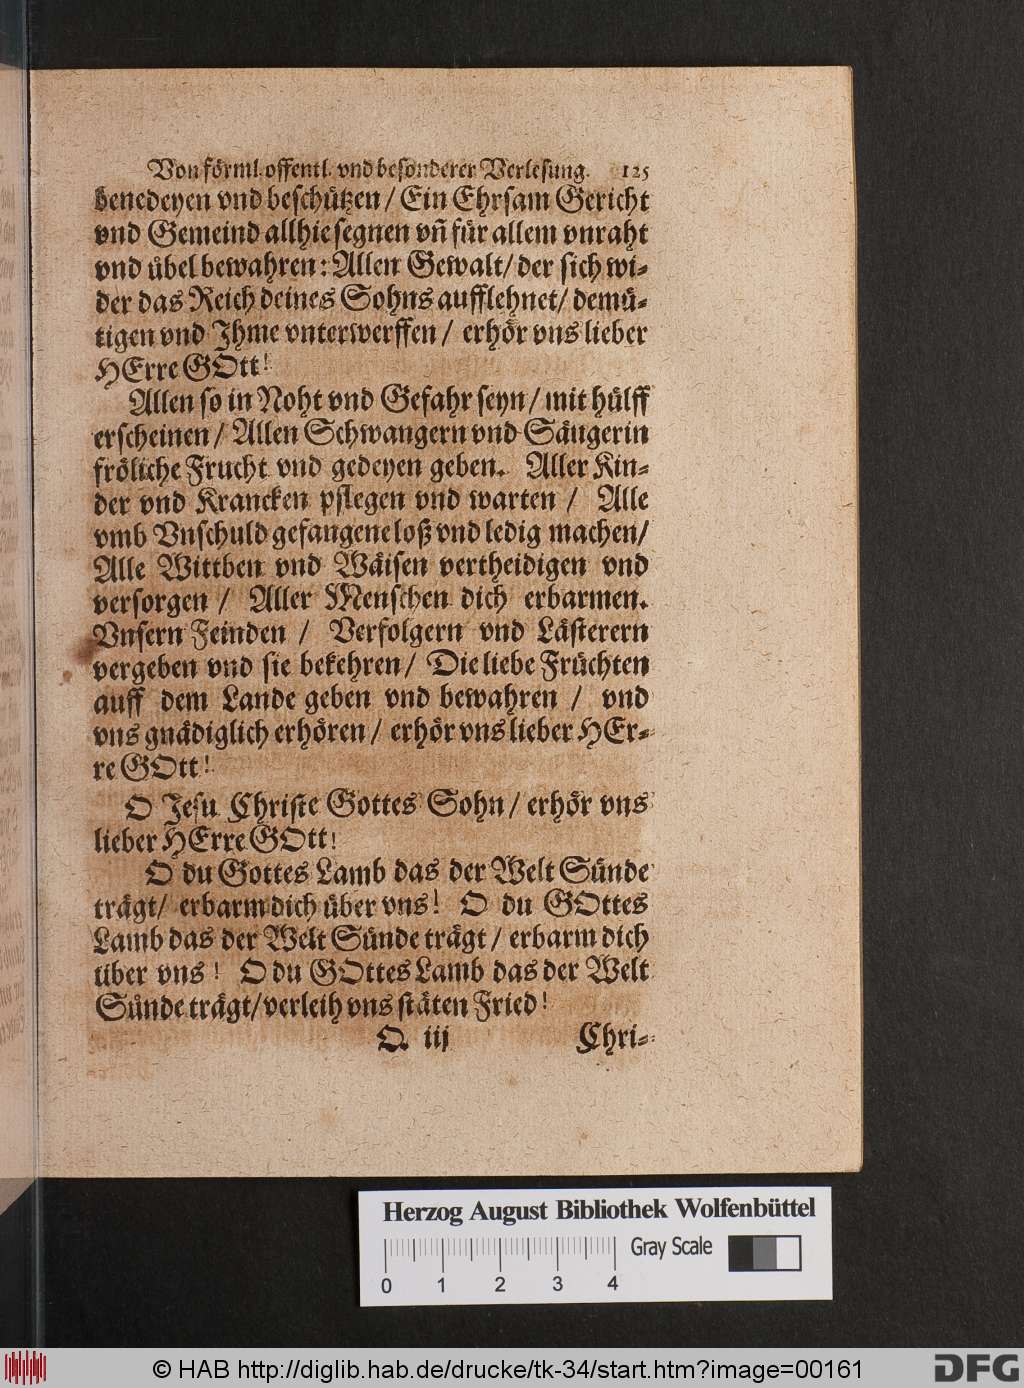 Von förml. offentl. vnd besonderer Verlesung. 125
benedeyen vnd beschützen / Ein Ehrsam Gericht
vnd Gemeind allhie segnen vñ für allem vnraht
vnd übel bewahren: Allen Gewalt / der sich wi-
der das Reich deines Sohns aufflehnet / demü-
tigen vnd Jhme vnterwerffen / erhör vns lieber
HErre GOtt!
Allen so in Noht vnd Gefahr seyn / mit hülff
erscheinen / Allen Schwangern vnd Säugerin
fröliche Frucht vnd gedeyen geben. Aller Kin-
der vnd Krancken pflegen vnd warten / Alle
vmb Vnschuld gefangene loß vnd ledig machen /
Alle Wittben vnd Wäisen vertheidigen vnd
versorgen / Aller Menschen dich erbarmen.
Vnsern Feinden / Verfolgern vnd Lästerern
vergeben vnd sie bekehren / Die liebe Früchten
auff dem Lande geben vnd bewahren / vnd
vns gnädiglich erhören / erhör vns lieber HEr-
re GOtt!
O Jesu Christe Gottes Sohn / erhör vns
lieber HErre GOtt!
O du Gottes Lamb das der Welt Sünde
trägt / erbarm dich über vns! O du GOttes
Lamb das der Welt Sünde trägt / erbarm dich
über vns! O du GOttes Lamb das der Welt
Sünde trägt / verleih vns stäten Fried!
Q iij Chri-
Herzog August Bibliothek Wolfenbüttel
Gray Scale
0 1 2 3 4
© HAB http://diglib.hab.de/drucke/tk-34/start.htm?image=00161
DFG